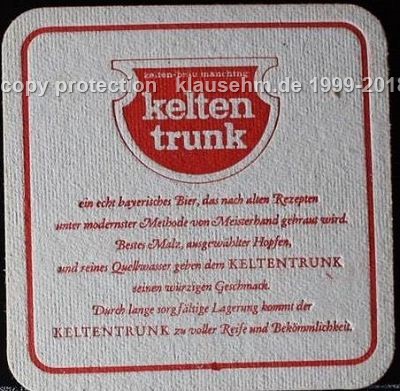 kelten-bräu manching
copy protection klausehm.de 1999-2018
kelten
trunk
ein echt bayerisches Bier, das nach alten Rezepten
unter modernster Methode von Meisterhand gebraut wird.
Bestes Malz, ausgewählter Hopfen,
und reines Quellwasser geben dem KELTENTRUNK
seinen würzigen Geschmack.
Durch lange sorgfältige Lagerung kommt der
KELTENTRUNK zu voller Reife und Bekömmlichkeit.